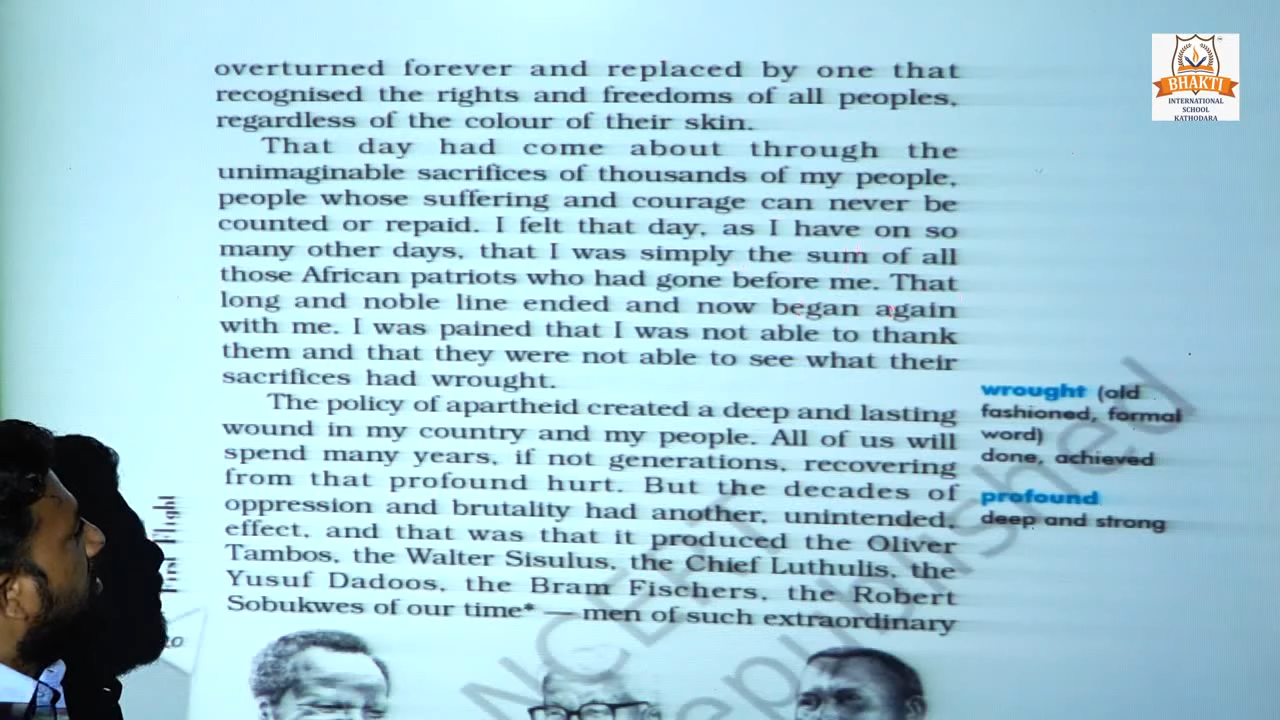 overturned forever and replaced by one that
recognised the rights and freedoms of all peoples,
regardless of the colour of their skin.
That day had come about through the
unimaginable sacrifices of thousands of my people,
people whose suffering and courage can never be
counted or repaid. I felt that day, as I have on so
many other days, that I was simply the sum of all
those African patriots who had gone before me. That
long and noble line ended and now began again
with me. I was pained that I was not able to thank
them and that they were not able to see what their
sacrifices had wrought.
The policy of apartheid created a deep and lasting
wound in my country and my people. All of us will
spend many years, if not generations, recovering
from that profound hurt. But the decades of
oppression and brutality had another, unintended,
effect, and that was that it produced the Oliver
Tambos, the Walter Sisulus, the Chief Luthulis, the
Yusuf Dadoos, the Bram Fischers, the Robert
Sobukwes of our time* — men of such extraordinary
wrought (old
fashioned, formal
word)
done, achieved
profound
deep and strong
First Flight
20
NCERT
republished
BHAKTI
INTERNATIONAL
SCHOOL
KATHODARA